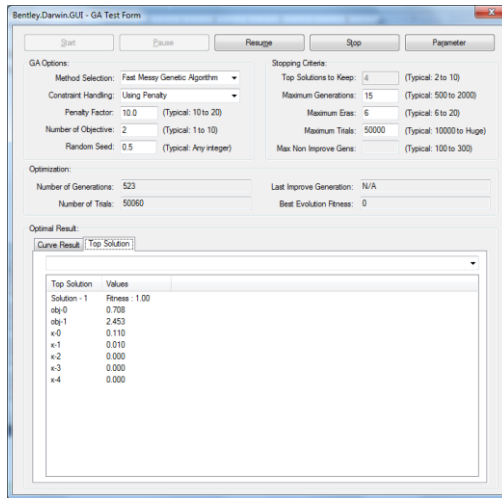 Bentley.Darwin.GUI - GA Test Form
Start Pause Resume Stop Parameter
GA Options:
Method Selection: Fast Messy Genetic Algorithm
Constraint Handling: Using Penalty
Penalty Factor: 10.0 (Typical: 10 to 20)
Number of Objective: 2 (Typical: 1 to 10)
Random Seed: 0.5 (Typical: Any integer)
Stopping Criteria:
Top Solutions to Keep: 4 (Typical: 2 to 10)
Maximum Generations: 15 (Typical: 500 to 2000)
Maximum Eras: 6 (Typical: 6 to 20)
Maximum Trials: 50000 (Typical: 10000 to Huge)
Max Non Improve Gens: (Typical: 100 to 300)
Optimization:
Number of Generations: 523 Last Improve Generation: N/A
Number of Trials: 50060 Best Evolution Fitness: 0
Optimal Result:
Curve Result Top Solution
Top Solution Values
Solution - 1 Fitness : 1.00
obj-0 0.708
obj-1 2.453
x-0 0.110
x-1 0.010
x-2 0.000
x-3 0.000
x-4 0.000